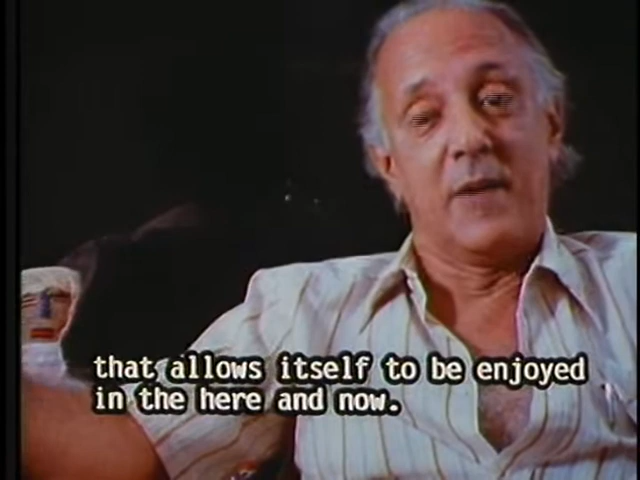 that allows itself to be enjoyed
in the here and now.